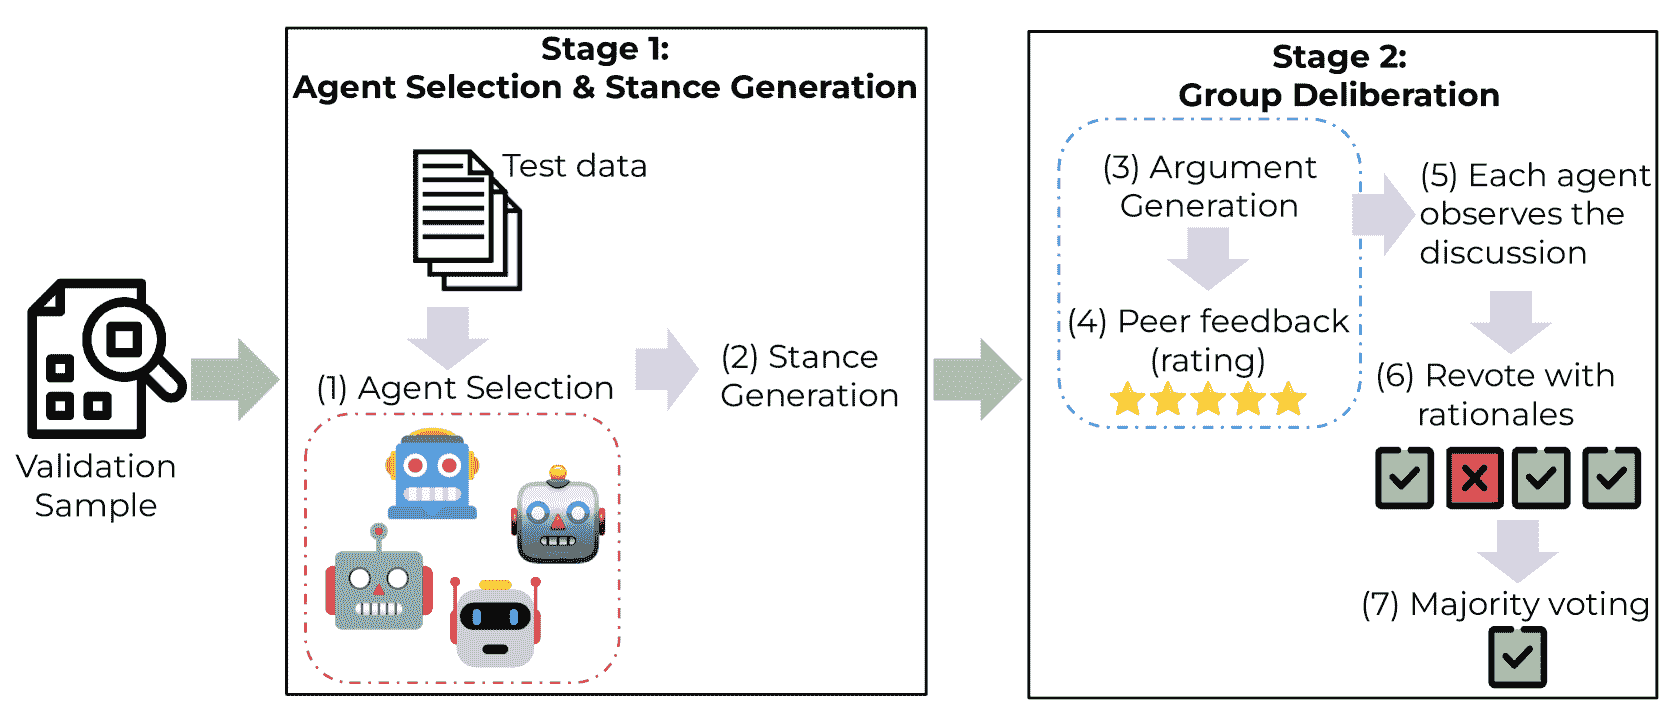 Validation
Sample
Stage 1:
Agent Selection & Stance Generation
Test data
(1) Agent Selection
(2) Stance
Generation
Stage 2:
Group Deliberation
(3) Argument
Generation
(4) Peer feedback
(rating)
(5) Each agent
observes the
discussion
(6) Revote with
rationales
(7) Majority voting